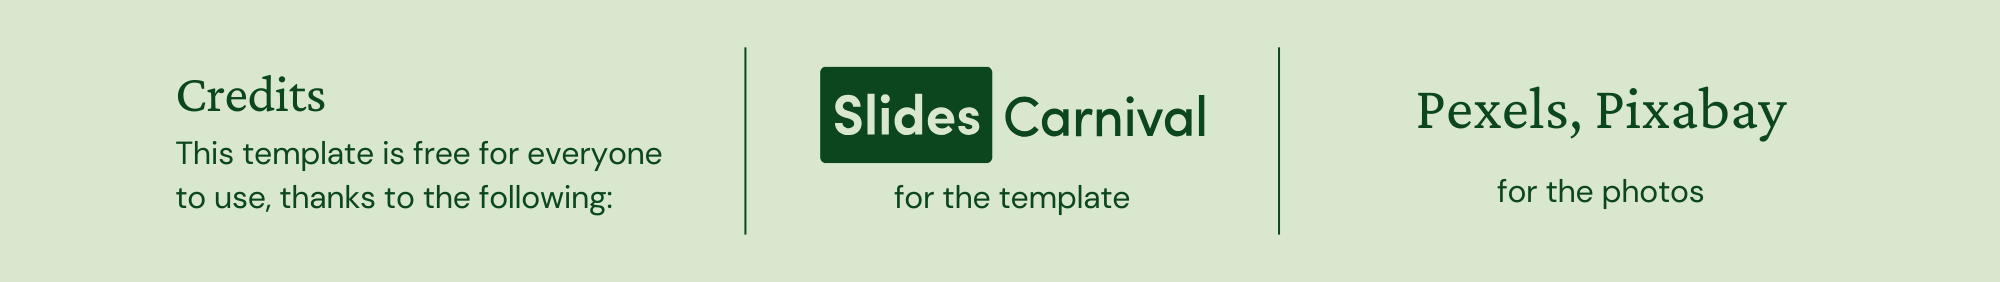 Credits
This template is free for everyone
to use, thanks to the following:
Slides Carnival
for the template
Pexels, Pixabay
for the photos